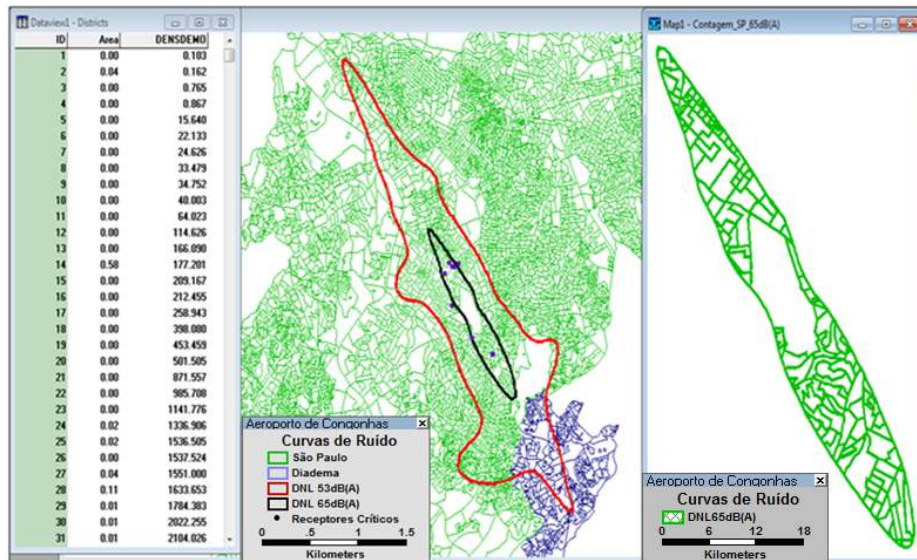 Dataview1 - Districts
ID Area DENSDEMO
1 0.00 0.103
2 0.04 0.162
3 0.00 0.765
4 0.00 0.867
5 0.00 15.640
6 0.00 22.133
7 0.00 24.626
8 0.00 33.479
9 0.00 34.752
10 0.00 40.003
11 0.00 64.023
12 0.00 114.626
13 0.00 166.090
14 0.58 177.201
15 0.00 209.167
16 0.00 212.455
17 0.00 258.943
18 0.00 398.080
19 0.00 453.459
20 0.00 501.505
21 0.00 871.557
22 0.00 985.708
23 0.00 1141.776
24 0.02 1336.906
25 0.02 1536.505
26 0.00 1537.524
27 0.04 1551.000
28 0.11 1633.653
29 0.01 1784.383
30 0.01 2022.255
31 0.01 2104.026
Aeroporto de Congonhas
Curvas de Ruído
São Paulo
Diadema
DNL 53dB(A)
DNL 65dB(A)
Receptores Críticos
0 .5 1 1.5
Kilometers
Map1 - Contagem_SP_65dB(A)
Aeroporto de Congonhas
Curvas de Ruído
DNL65dB(A)
0 6 12 18
Kilometers